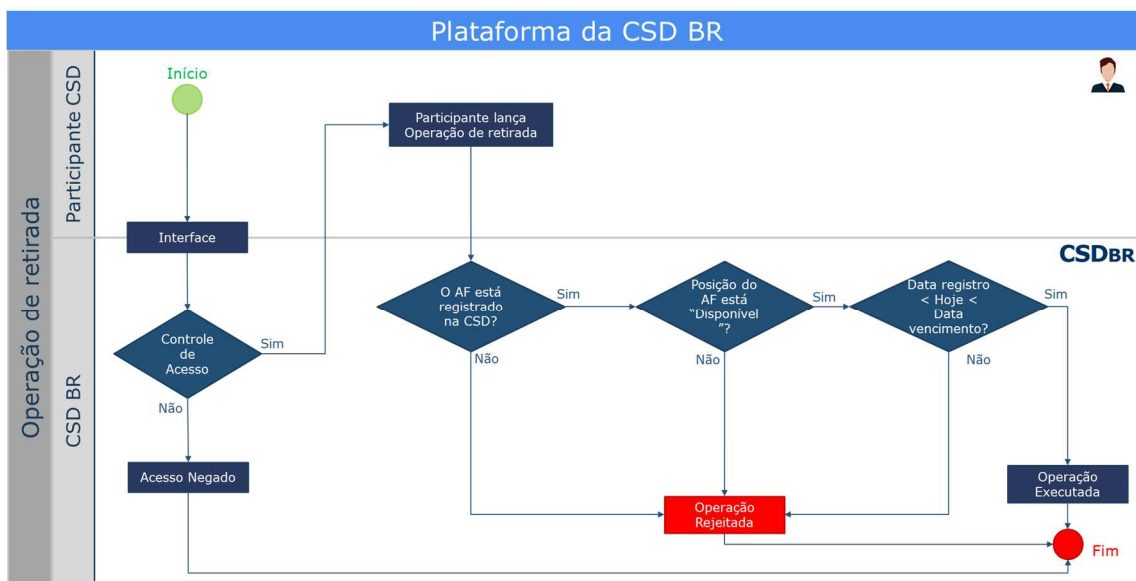 Plataforma da CSD BR
Operação de retirada
Participante CSD
CSD BR
Início
Participante lança
Operação de retirada
Interface
CSDBR
Controle
de
Acesso
Sim
Não
Acesso Negado
O AF está
registrado
na CSD?
Sim
Não
Posição do
AF está
“Disponível
”?
Sim
Não
Data registro
< Hoje <
Data
vencimento?
Sim
Não
Operação
Rejeitada
Operação
Executada
Fim